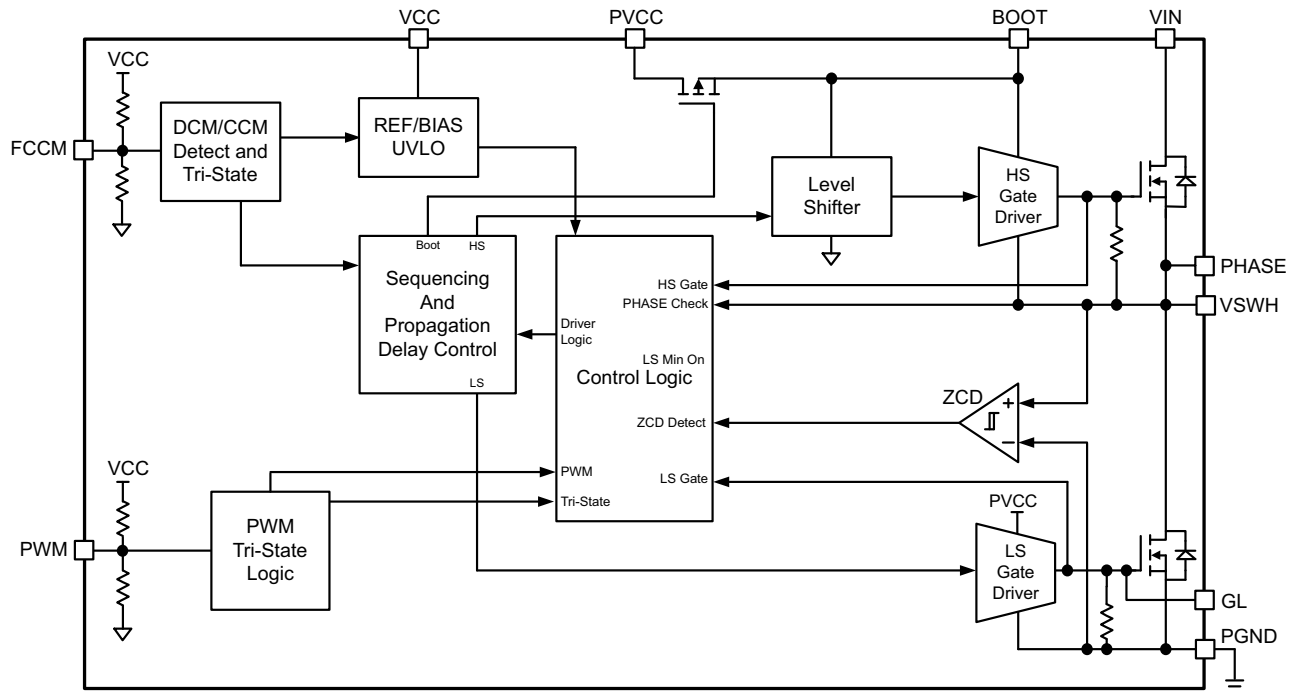 VCC
PVCC
BOOT
VIN
VCC
FCCM
DCM/CCM
Detect and
Tri-State
REF/BIAS
UVLO
Level
Shifter
HS
Gate
Driver
Boot
HS
Sequencing
And
Propagation
Delay Control
LS
HS Gate
PHASE Check
Driver
Logic
LS Min On
Control Logic
ZCD Detect
PWM
LS Gate
Tri-State
PHASE
VSWH
ZCD
+
−
VCC
PWM
PWM
Tri-State
Logic
PVCC
LS
Gate
Driver
GL
PGND